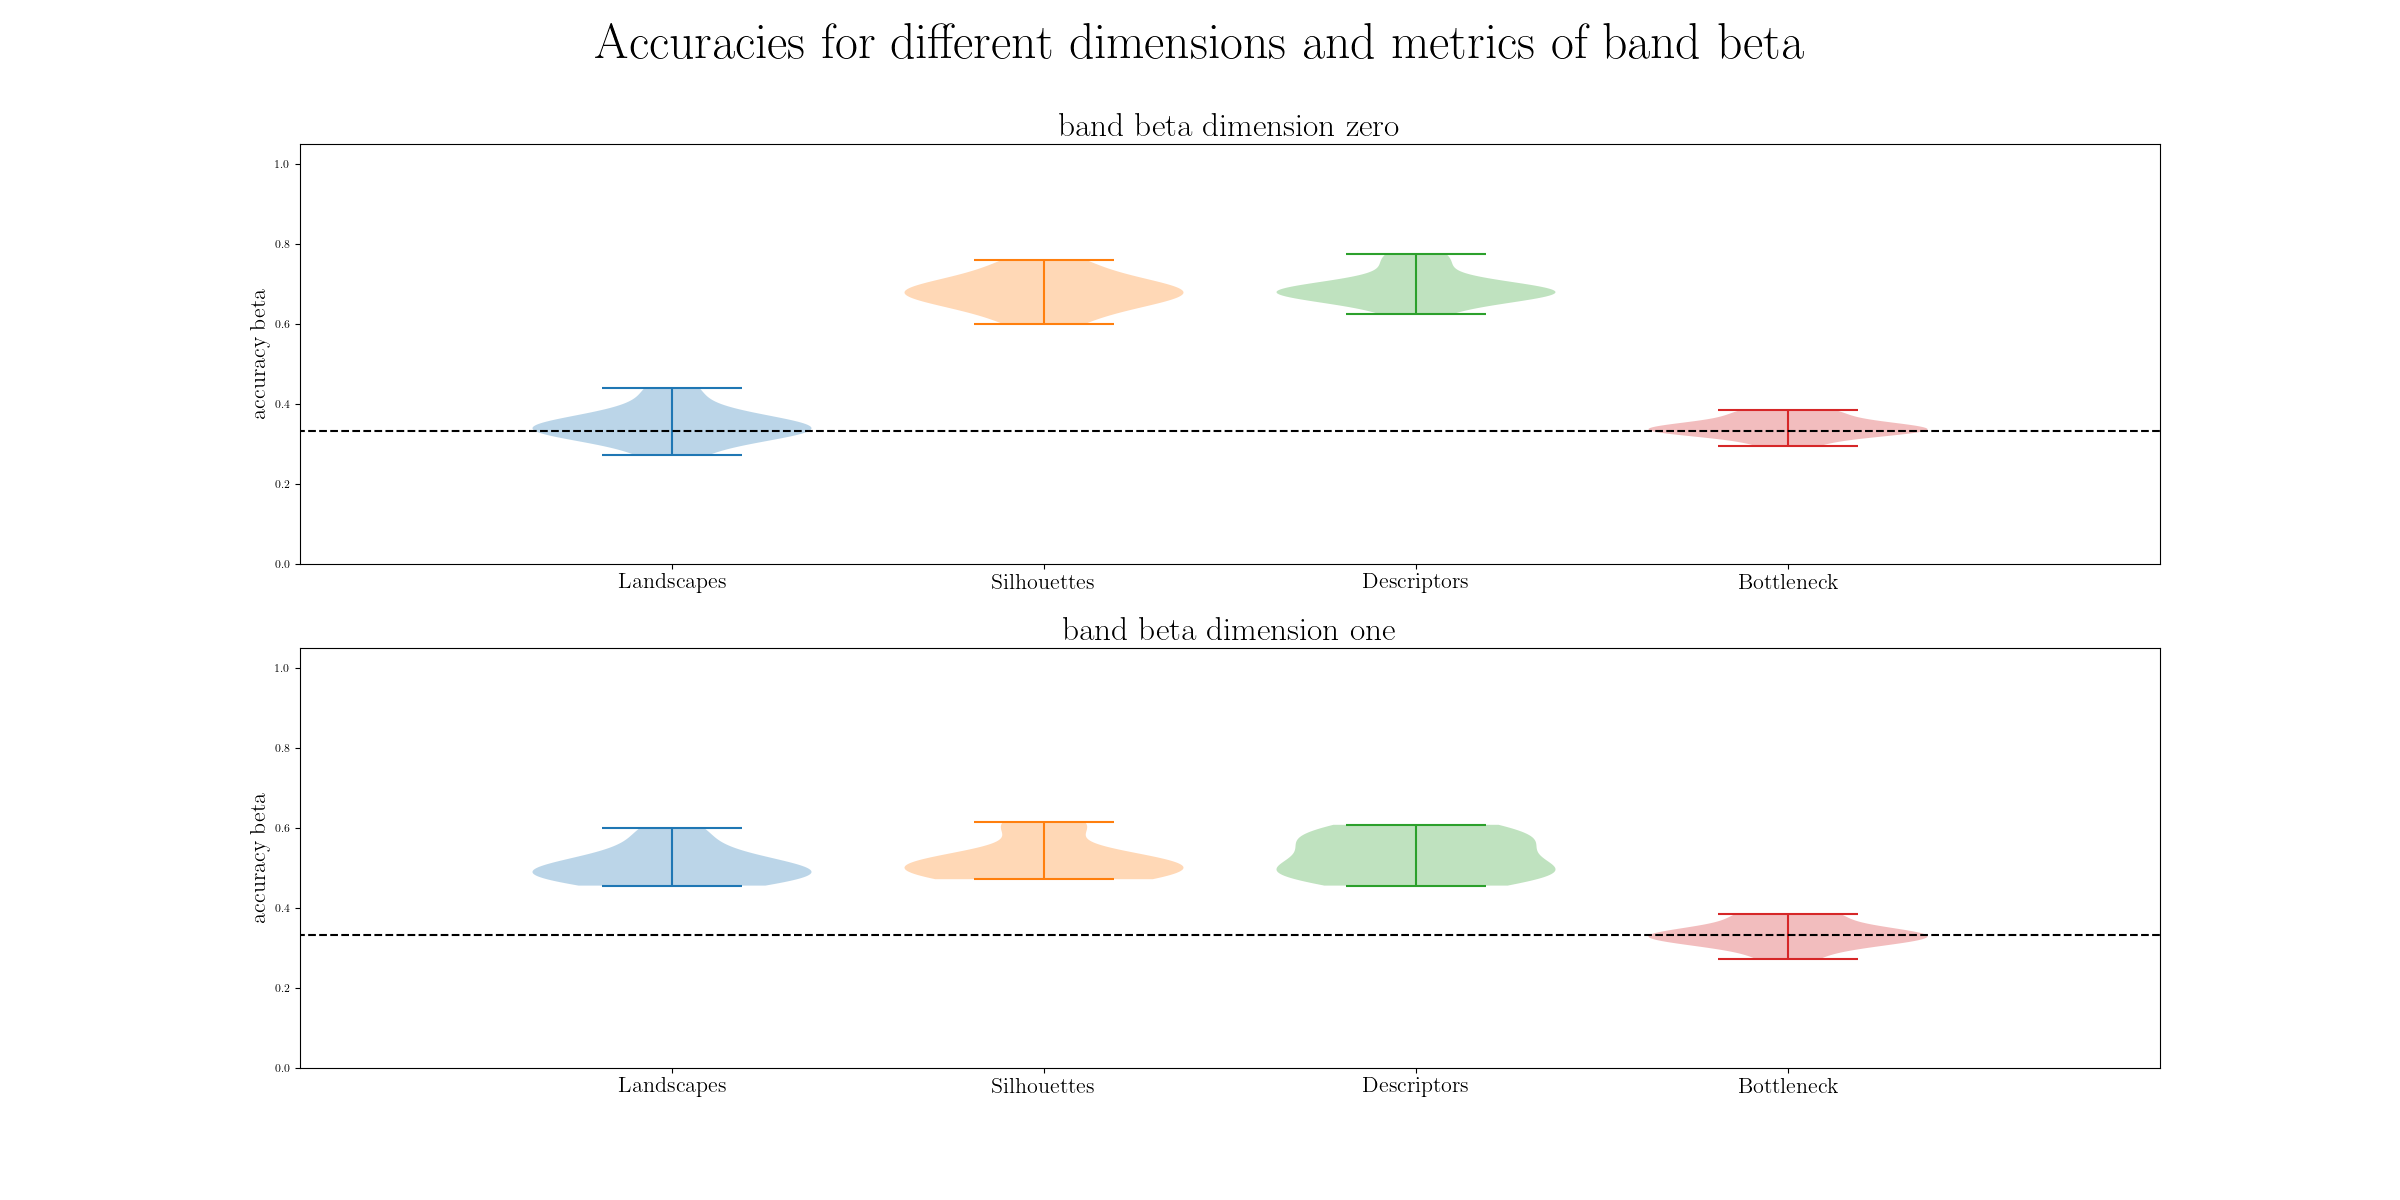 Accuracies for different dimensions and metrics of band beta
band beta dimension zero
1.0
0.8
0.6
0.4
0.2
0.0
accuracy beta
Landscapes Silhouettes Descriptors Bottleneck
band beta dimension one
1.0
0.8
0.6
0.4
0.2
0.0
accuracy beta
Landscapes Silhouettes Descriptors Bottleneck